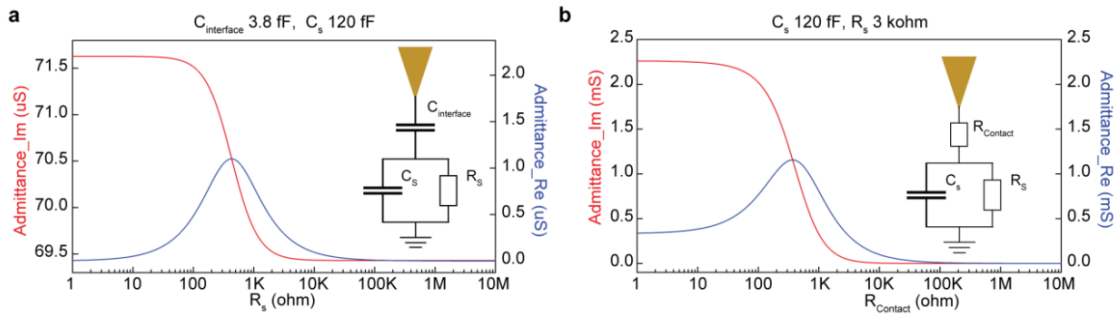 a
C_interface 3.8 fF, C_s 120 fF
Admittance_Im (uS)
71.5
71.0
70.5
70.0
69.5
2.0
1.5
1.0
0.5
0.0
Admittance_Re (uS)
C_interface
C_S
R_S
1 10 100 1K 10K 100K 1M 10M
R_s (ohm)
b
C_s 120 fF, R_s 3 kohm
Admittance_Im (mS)
2.5
2.0
1.5
1.0
0.5
0.0
2.5
2.0
1.5
1.0
0.5
0.0
Admittance_Re (mS)
R_Contact
C_s
R_S
1 10 100 1K 10K 100K 1M 10M
R_Contact (ohm)